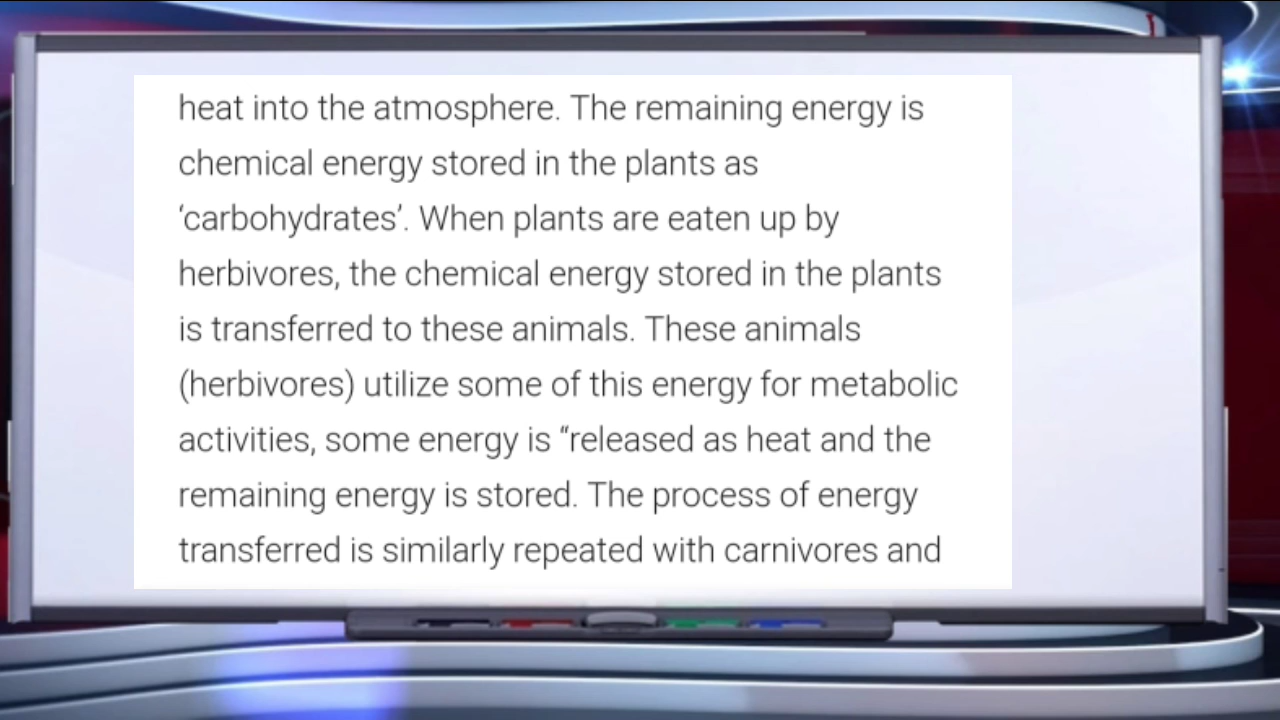 heat into the atmosphere. The remaining energy is
chemical energy stored in the plants as
‘carbohydrates’. When plants are eaten up by
herbivores, the chemical energy stored in the plants
is transferred to these animals. These animals
(herbivores) utilize some of this energy for metabolic
activities, some energy is “released as heat and the
remaining energy is stored. The process of energy
transferred is similarly repeated with carnivores and